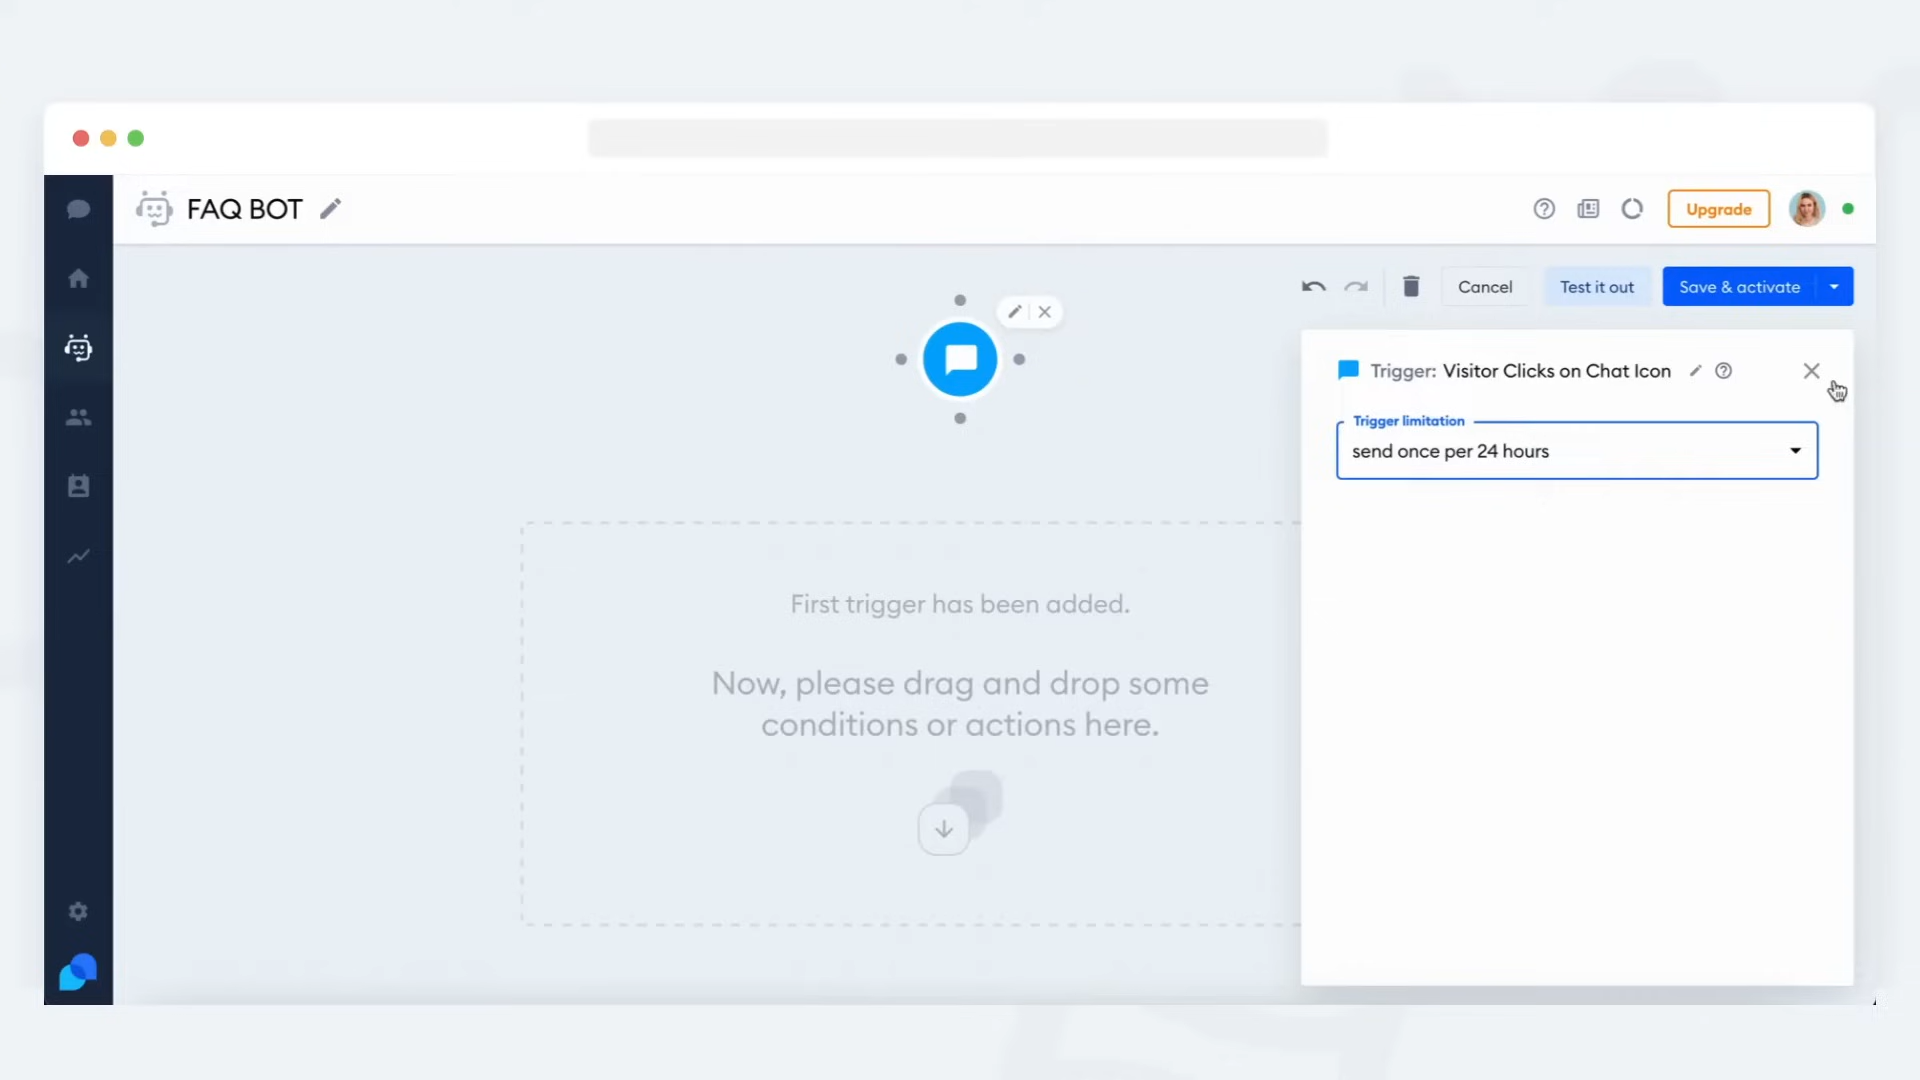 FAQ BOT
Upgrade
Cancel
Test it out
Save & activate
Trigger: Visitor Clicks on Chat Icon
Trigger limitation
send once per 24 hours
First trigger has been added.
Now, please drag and drop some
conditions or actions here.